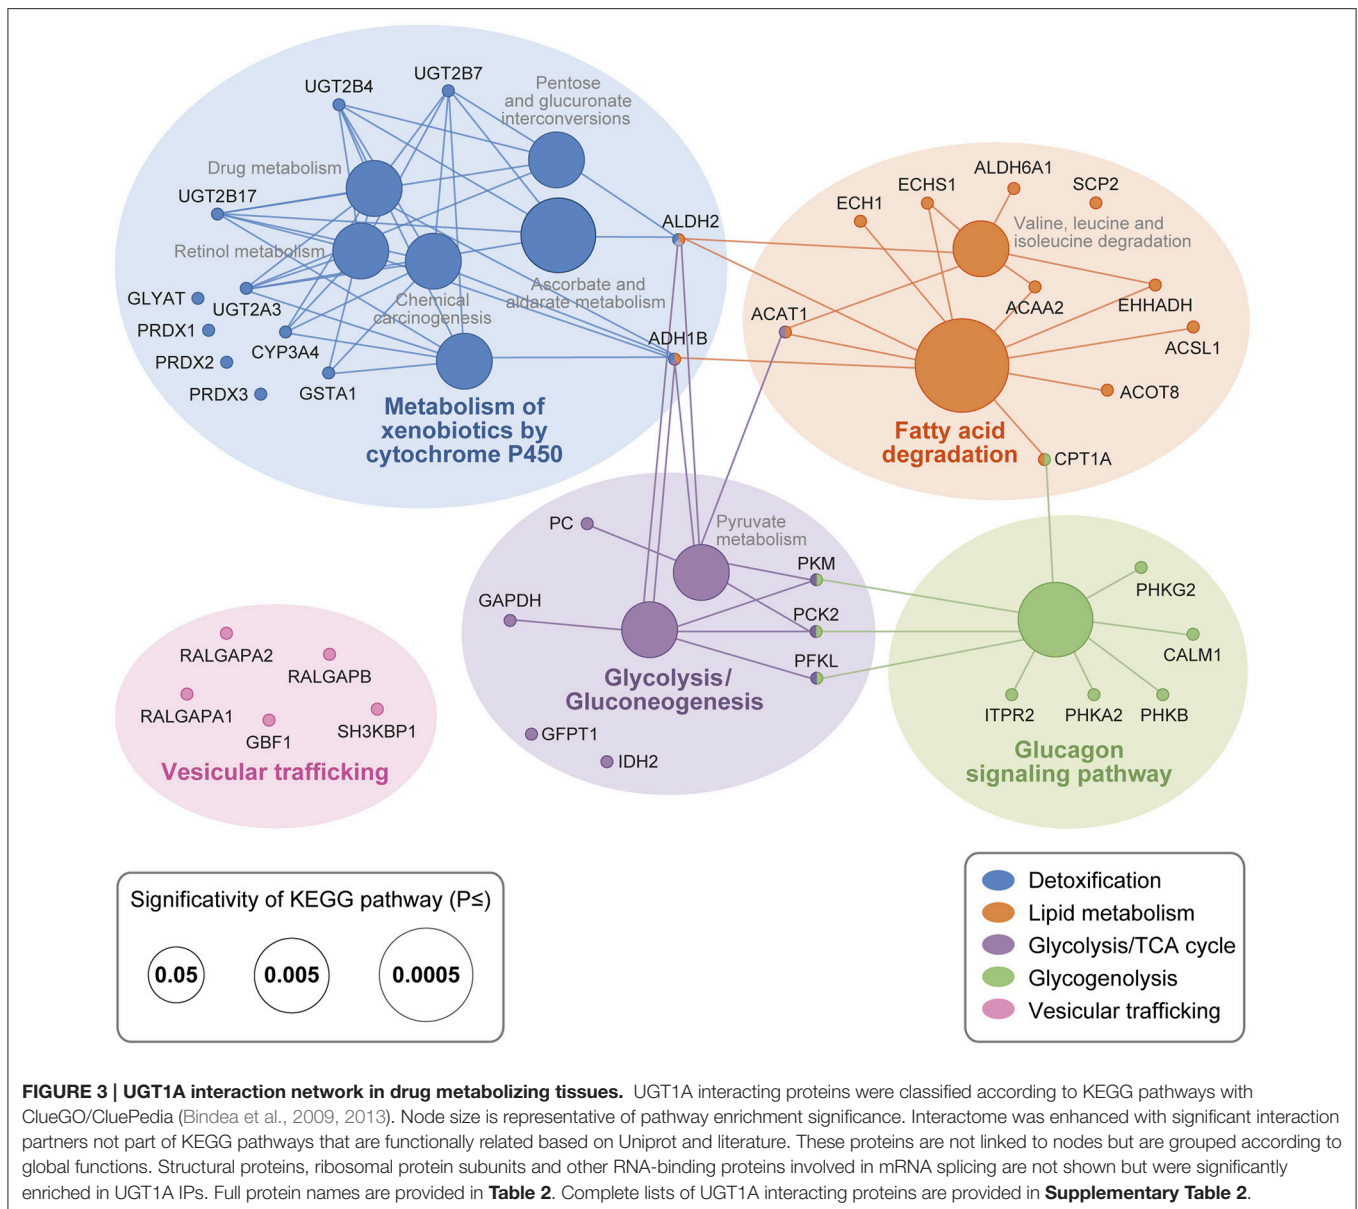 UGT2B4
UGT2B7
Pentose
and glucuronate
interconversions
Drug metabolism
UGT2B17
Retinol metabolism
Chemical
carcinogenesis
Ascorbate and
aldarate metabolism
GLYAT
UGT2A3
PRDX1
CYP3A4
PRDX2
PRDX3
GSTA1
ALDH2
ADH1B
Metabolism of
xenobiotics by
cytochrome P450
ECH1
ECHS1
ALDH6A1
SCP2
Valine, leucine and
isoleucine degradation
ACAT1
ACAA2
EHHADH
ACSL1
ACOT8
CPT1A
Fatty acid
degradation
PC
Pyruvate
metabolism
GAPDH
PKM
PCK2
PFKL
Glycolysis/
Gluconeogenesis
GFPT1
IDH2
PHKG2
CALM1
ITPR2
PHKA2
PHKB
Glucagon
signaling pathway
RALGAPA2
RALGAPB
RALGAPA1
GBF1
SH3KBP1
Vesicular trafficking
Significativity of KEGG pathway (P≤)
0.05
0.005
0.0005
Detoxification
Lipid metabolism
Glycolysis/TCA cycle
Glycogenolysis
Vesicular trafficking
FIGURE 3 | UGT1A interaction network in drug metabolizing tissues. UGT1A interacting proteins were classified according to KEGG pathways with
ClueGO/CluePedia (Bindea et al., 2009, 2013). Node size is representative of pathway enrichment significance. Interactome was enhanced with significant interaction
partners not part of KEGG pathways that are functionally related based on Uniprot and literature. These proteins are not linked to nodes but are grouped according to
global functions. Structural proteins, ribosomal protein subunits and other RNA-binding proteins involved in mRNA splicing are not shown but were significantly
enriched in UGT1A IPs. Full protein names are provided in Table 2. Complete lists of UGT1A interacting proteins are provided in Supplementary Table 2.